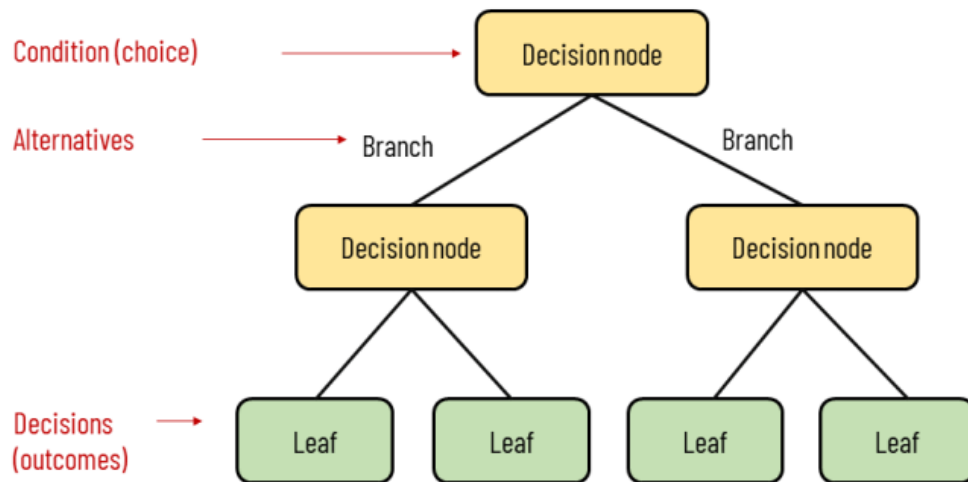 Condition (choice)
Decision node
Alternatives
Branch
Branch
Decision node
Decision node
Decisions
(outcomes)
Leaf
Leaf
Leaf
Leaf